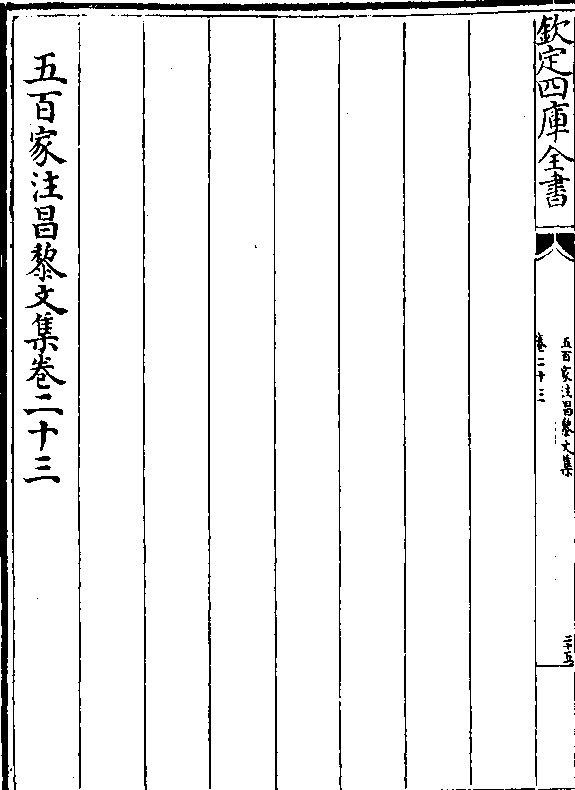 欽定四庫全書
五百家注昌黎文集
卷二十三
二十五
五百家注昌黎文集卷二十三